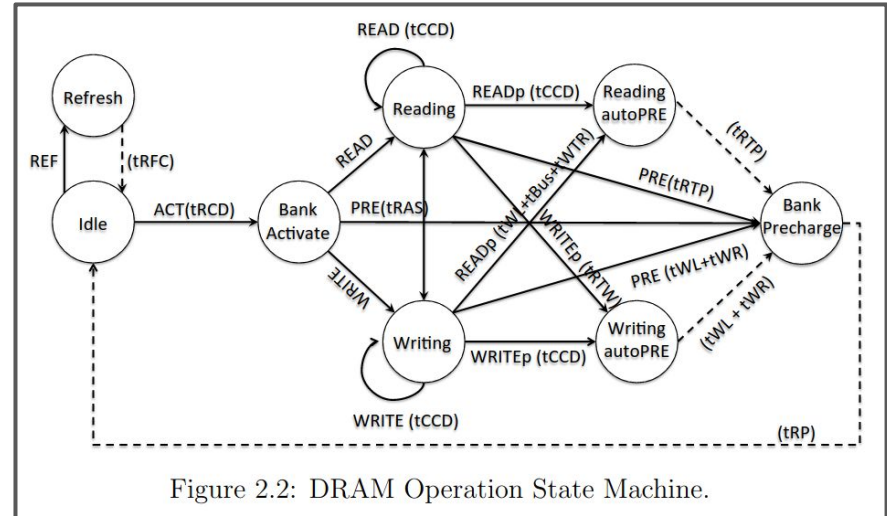 READ (tCCD)
Refresh
Reading
READp (tCCD)
Reading
autoPRE
REF
(tRFC)
READ
READp (tWL+tBus+tWTR)
(tRTP)
PRE(tRTP)
Idle
ACT(tRCD)
Bank
Activate
PRE(tRAS)
WRITEp (tRTW)
Bank
Precharge
WRITE
PRE (tWL+tWR)
(tWL + tWR)
Writing
WRITEp (tCCD)
Writing
autoPRE
WRITE (tCCD)
(tRP)
Figure 2.2: DRAM Operation State Machine.